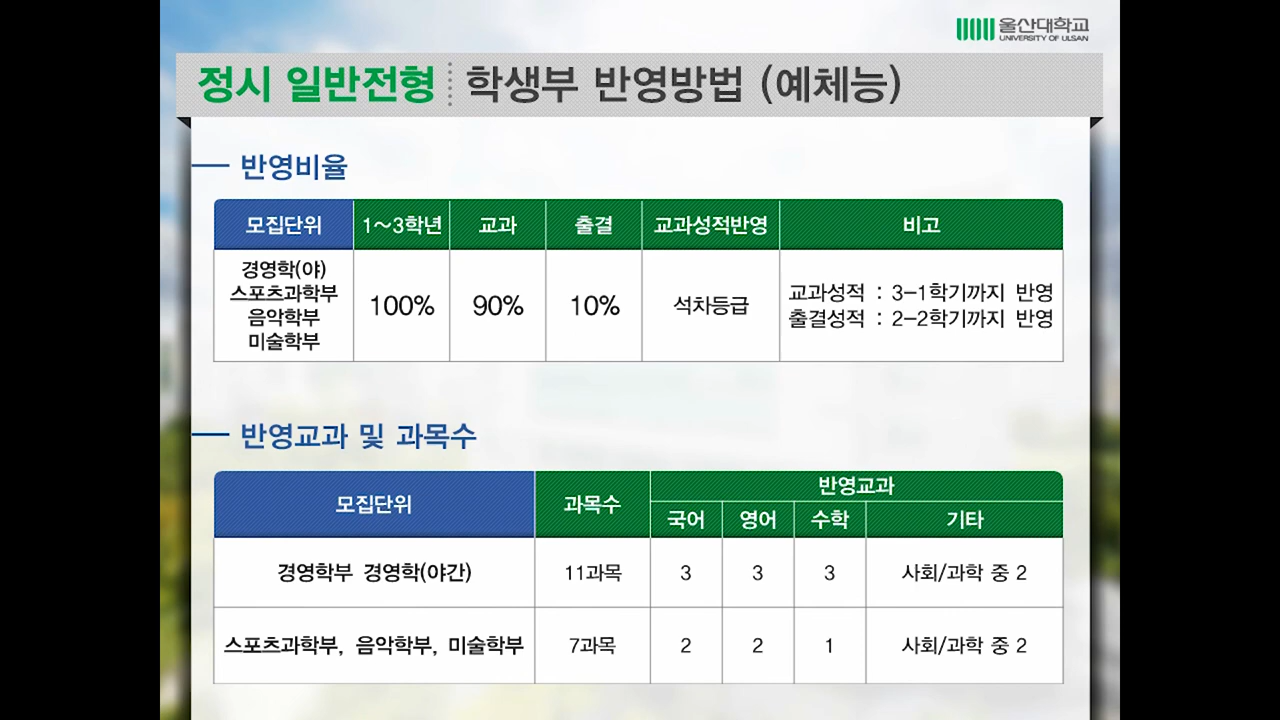 울산대학교
UNIVERSITY OF ULSAN
정시 일반전형 학생부 반영방법 (예체능)
반영비율
모집단위 1~3학년 교과 출결 교과성적반영 비고
경영학(야)
스포츠과학부
음악학부
미술학부
100% 90% 10% 석차등급
교과성적 : 3-1학기까지 반영
출결성적 : 2-2학기까지 반영
반영교과 및 과목수
모집단위 과목수 반영교과
국어 영어 수학 기타
경영학부 경영학(야간) 11과목 3 3 3 사회/과학 중 2
스포츠과학부, 음악학부, 미술학부 7과목 2 2 1 사회/과학 중 2